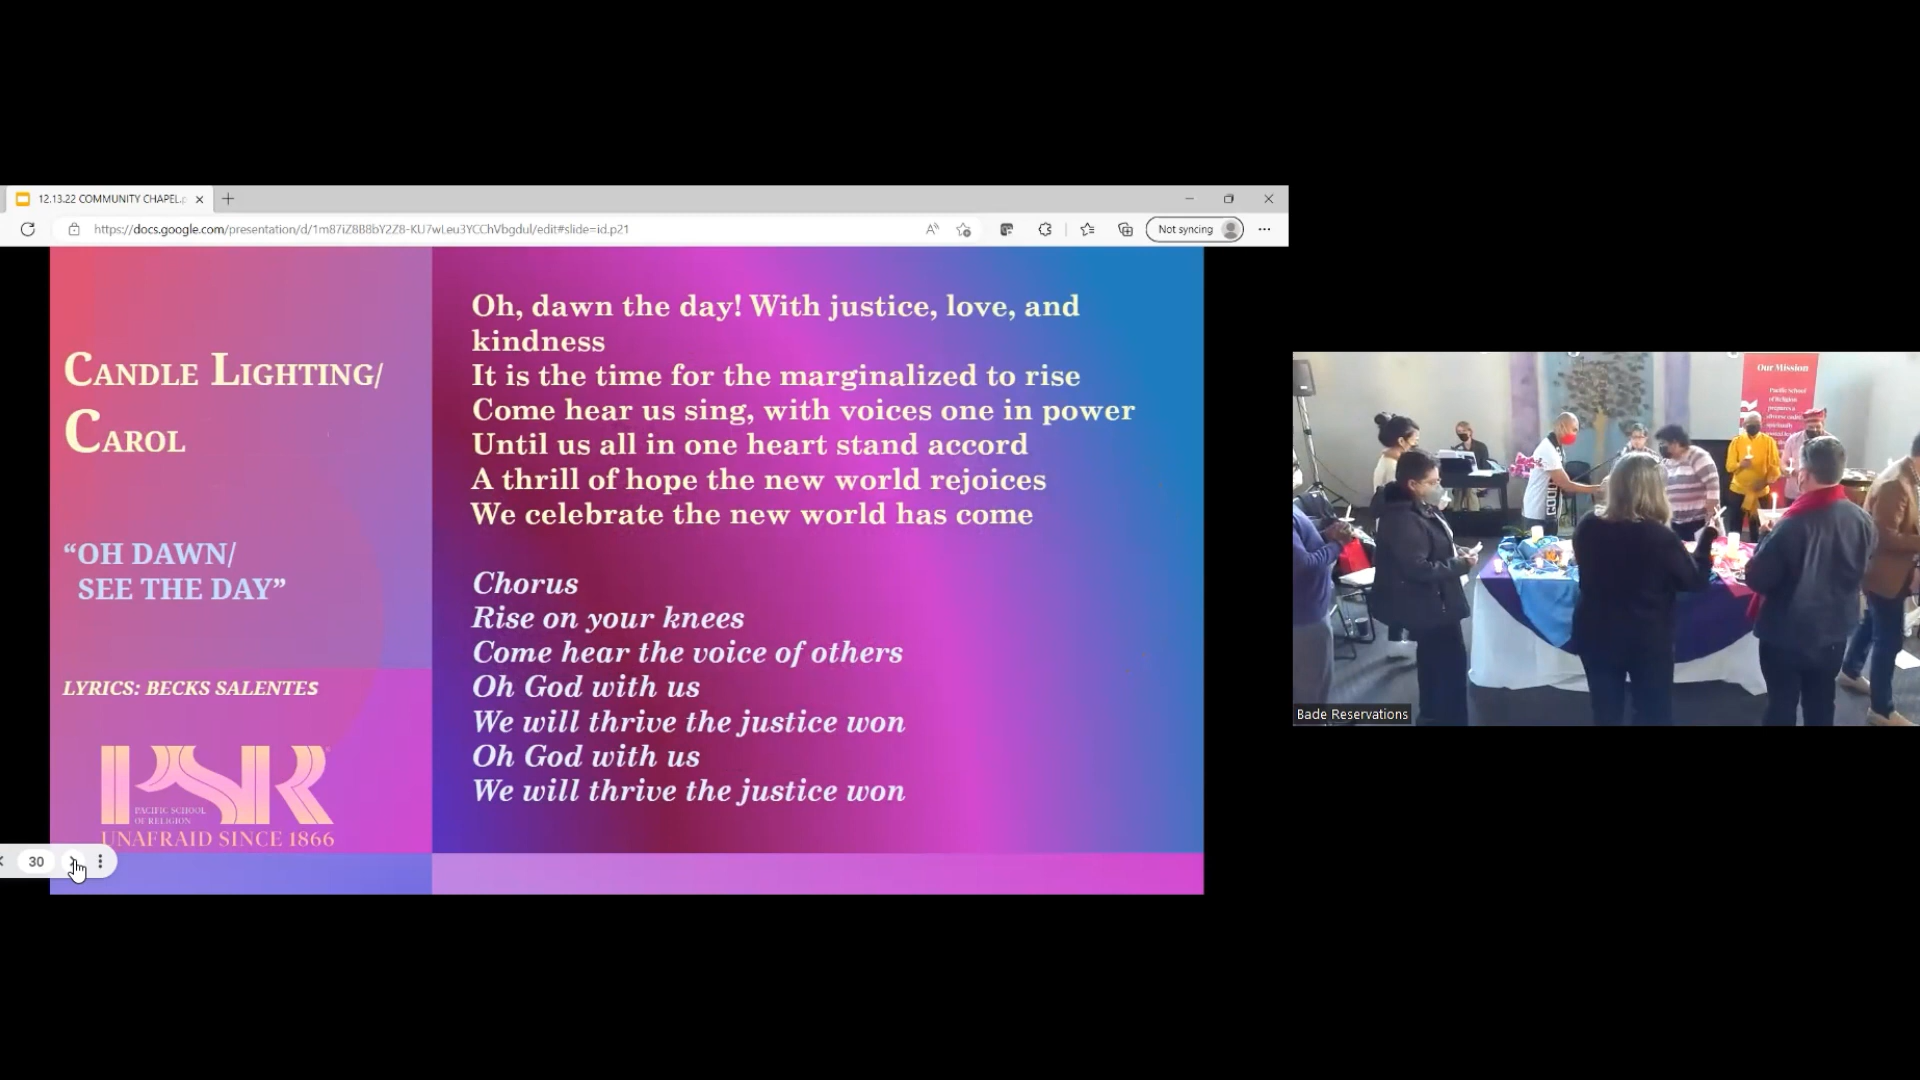 12.13.22 COMMUNITY CHAPEL.p
https://docs.google.com/presentation/d/1m87iZ8B8bY2Z8-KU7wLeu3YCChVbgdul/edit#slide=id.p21
Not syncing
CANDLE LIGHTING/
CAROL
“OH DAWN/
SEE THE DAY”
LYRICS: BECKS SALENTES
PSR
PACIFIC SCHOOL
OF RELIGION
UNAFRAID SINCE 1866
30
Oh, dawn the day! With justice, love, and
kindness
It is the time for the marginalized to rise
Come hear us sing, with voices one in power
Until us all in one heart stand accord
A thrill of hope the new world rejoices
We celebrate the new world has come
Chorus
Rise on your knees
Come hear the voice of others
Oh God with us
We will thrive the justice won
Oh God with us
We will thrive the justice won
Our Mission
Pacific School
of Religion
prepares a
Bade Reservations